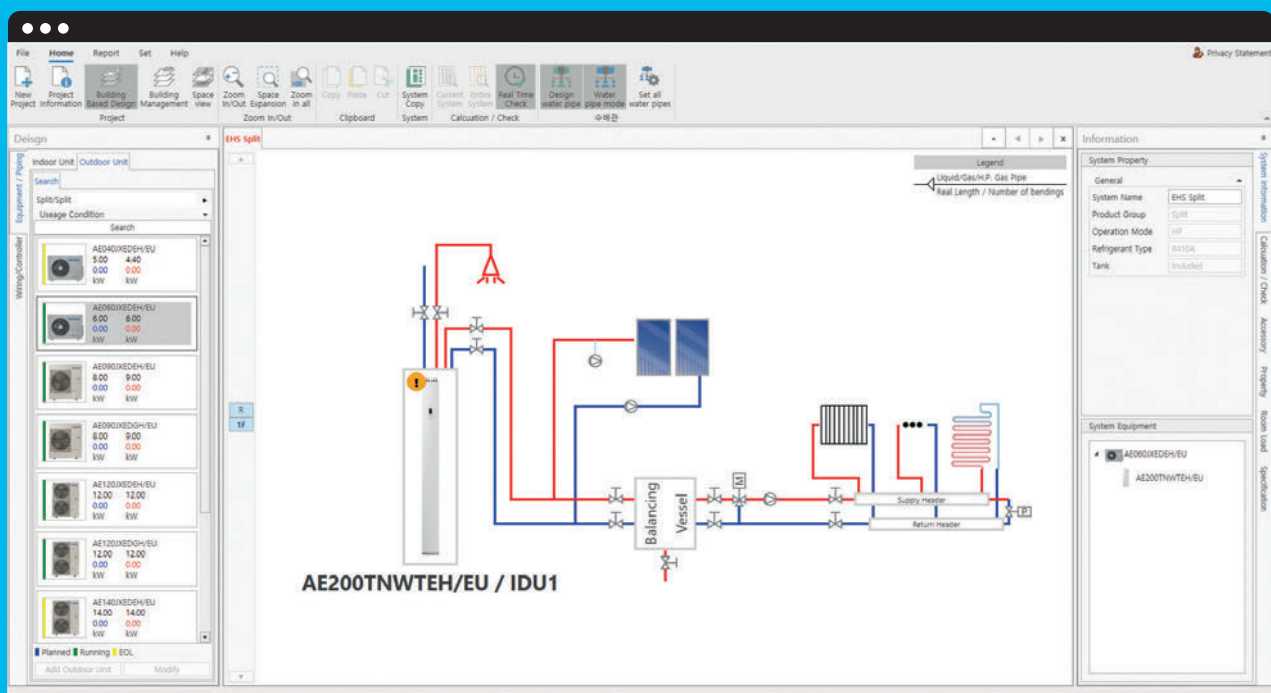 File Home Report Set Help
Privacy Statement
New Project
Project Information
Building Based Design
Building Management
Space view
Zoom In/Out
Space Expansion
Zoom in all
Copy
Paste
Cut
System Copy
Current System
Entire System
Real Time Check
Design water pipe
Water pipe mode
Set all water pipes
Project
Zoom In/Out
Clipboard
System
Calcuation / Check
수배관
Deisgn
Equipment / Piping
Wiring/Controller
Indoor Unit Outdoor Unit
Search
Split/Split
Useage Condition
Search
AE040JXEDEH/EU
5.00 4.40
0.00 0.00
kW kW
AE060JXEDEH/EU
6.00 6.00
0.00 0.00
kW kW
AE090JXEDEH/EU
8.00 9.00
0.00 0.00
kW kW
AE090JXEDGH/EU
8.00 9.00
0.00 0.00
kW kW
AE120JXEDEH/EU
12.00 12.00
0.00 0.00
kW kW
AE120JXEDGH/EU
12.00 12.00
0.00 0.00
kW kW
AE140JXEDEH/EU
14.00 14.00
0.00 0.00
kW kW
Planned Running EOL
Add Outdoor Unit Modify
EHS Split
R
1F
Legend
Liquid/Gas/H.P. Gas Pipe
Real Length / Number of bendings
Balancing
Vessel
M
Supply Header
Return Header
P
AE200TNWTEH/EU / IDU1
Information
System Property
General
System Name EHS Split
Product Group Split
Operation Mode HP
Refrigerant Type R410A
Tank Included
System Equipment
AE060JXEDEH/EU
AE200TNWTEH/EU
System Information
Calcuation / Check
Accessory
Property
Room Load
Specification